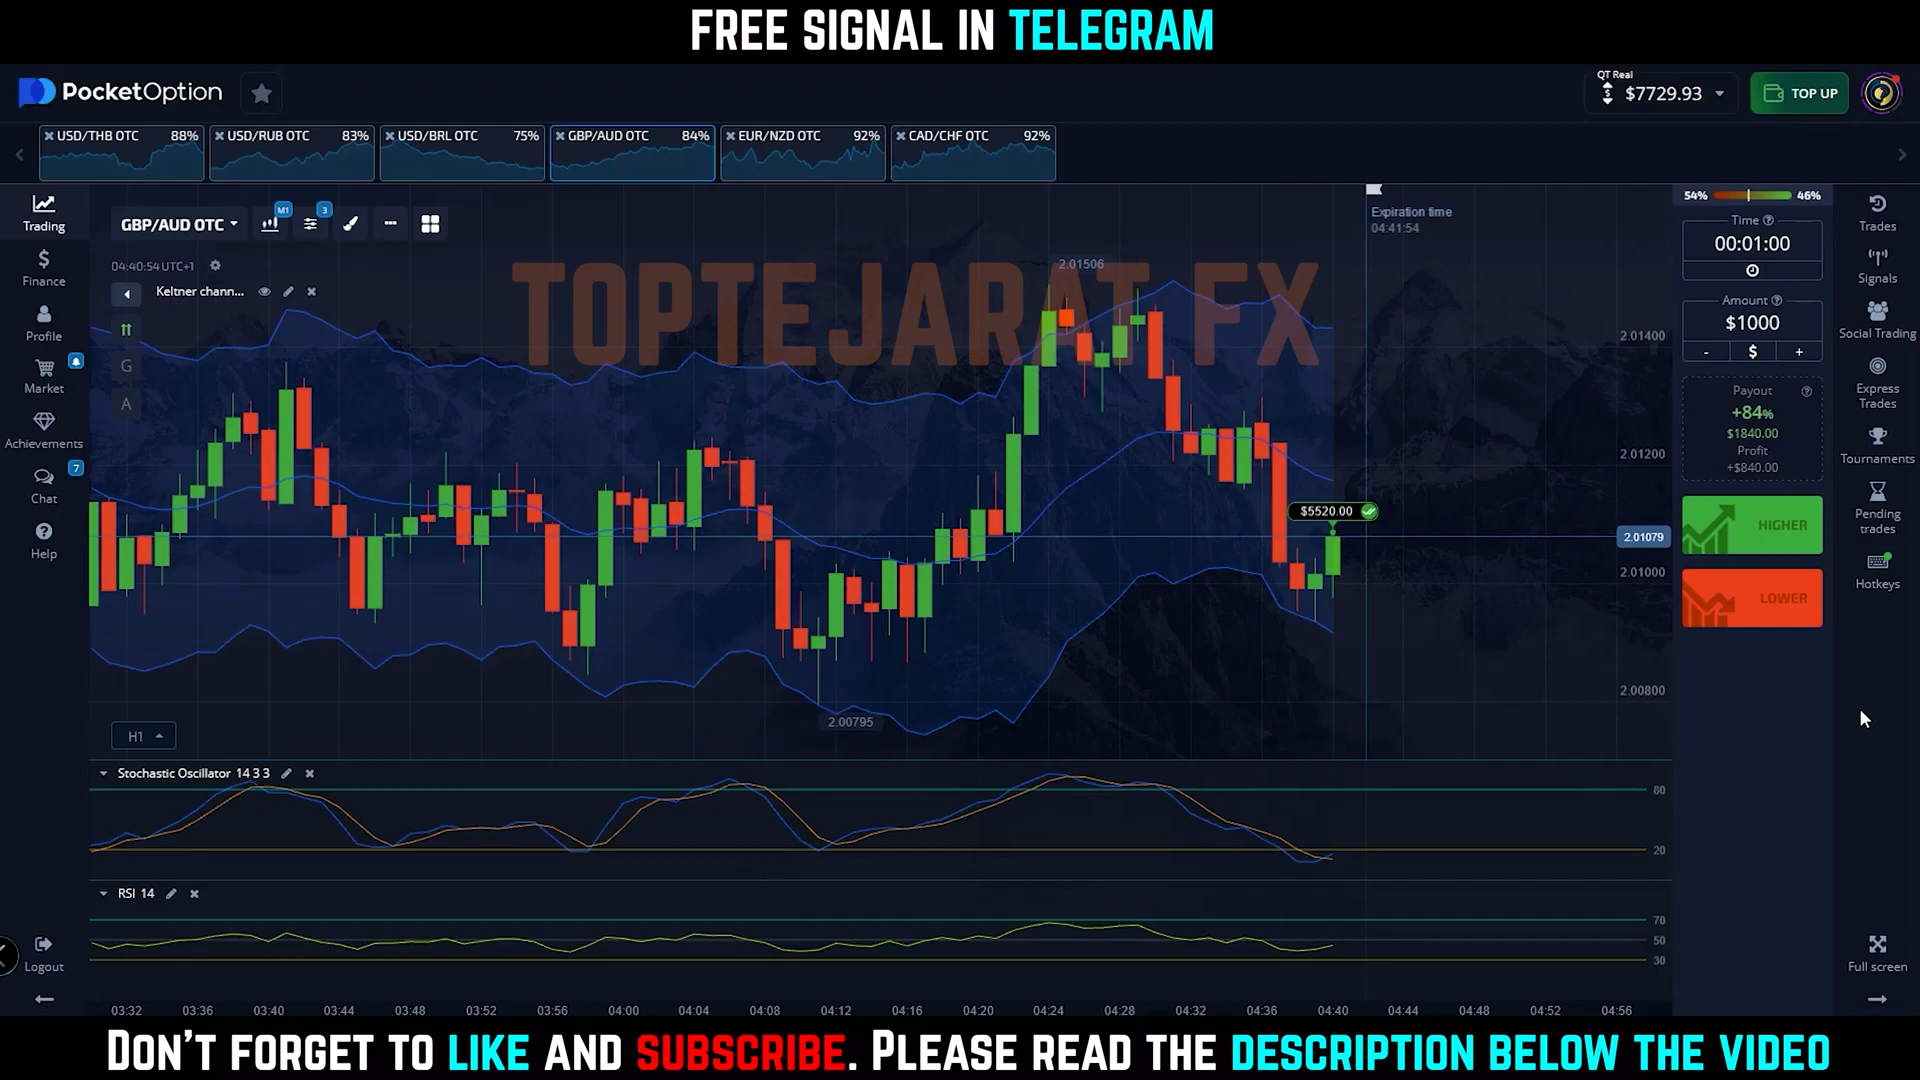 FREE SIGNAL IN TELEGRAM
PocketOption
QT Real
$7729.93
TOP UP
USD/THB OTC 88%
USD/RUB OTC 83%
USD/BRL OTC 75%
GBP/AUD OTC 84%
EUR/NZD OTC 92%
CAD/CHF OTC 92%
Trading
Finance
Profile
Market
Achievements
7
Chat
Help
Logout
GBP/AUD OTC
M1
3
04:40:54 UTC+1
Keltner chann...
G
A
TOPTEJARAT FX
2.01506
Expiration time
04:41:54
2.01400
2.01200
$5520.00
2.01079
2.01000
2.00800
2.00795
H1
Stochastic Oscillator 14 3 3
80
20
RSI 14
70
50
30
03:32 03:36 03:40 03:44 03:48 03:52 03:56 04:00 04:04 04:08 04:12 04:16 04:20 04:24 04:28 04:32 04:36 04:40 04:44 04:48 04:52 04:56
54% 46%
Time
00:01:00
Amount
$1000
- $ +
Payout
+84%
$1840.00
Profit
+$840.00
HIGHER
LOWER
Trades
Signals
Social Trading
Express
Trades
Tournaments
Pending
trades
Hotkeys
Full screen
DON'T FORGET TO LIKE AND SUBSCRIBE. PLEASE READ THE DESCRIPTION BELOW THE VIDEO